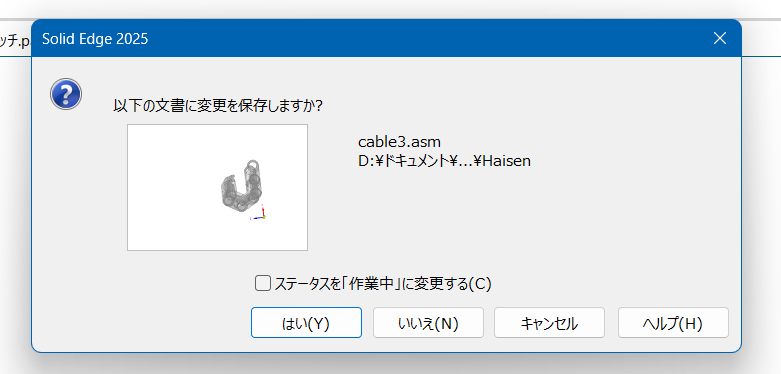 ッチ.p
Solid Edge 2025
以下の文書に変更を保存しますか?
cable3.asm
D:¥ドキュメント¥...¥Haisen
ステータスを「作業中」に変更する(C)
はい(Y)
いいえ(N)
キャンセル
ヘルプ(H)